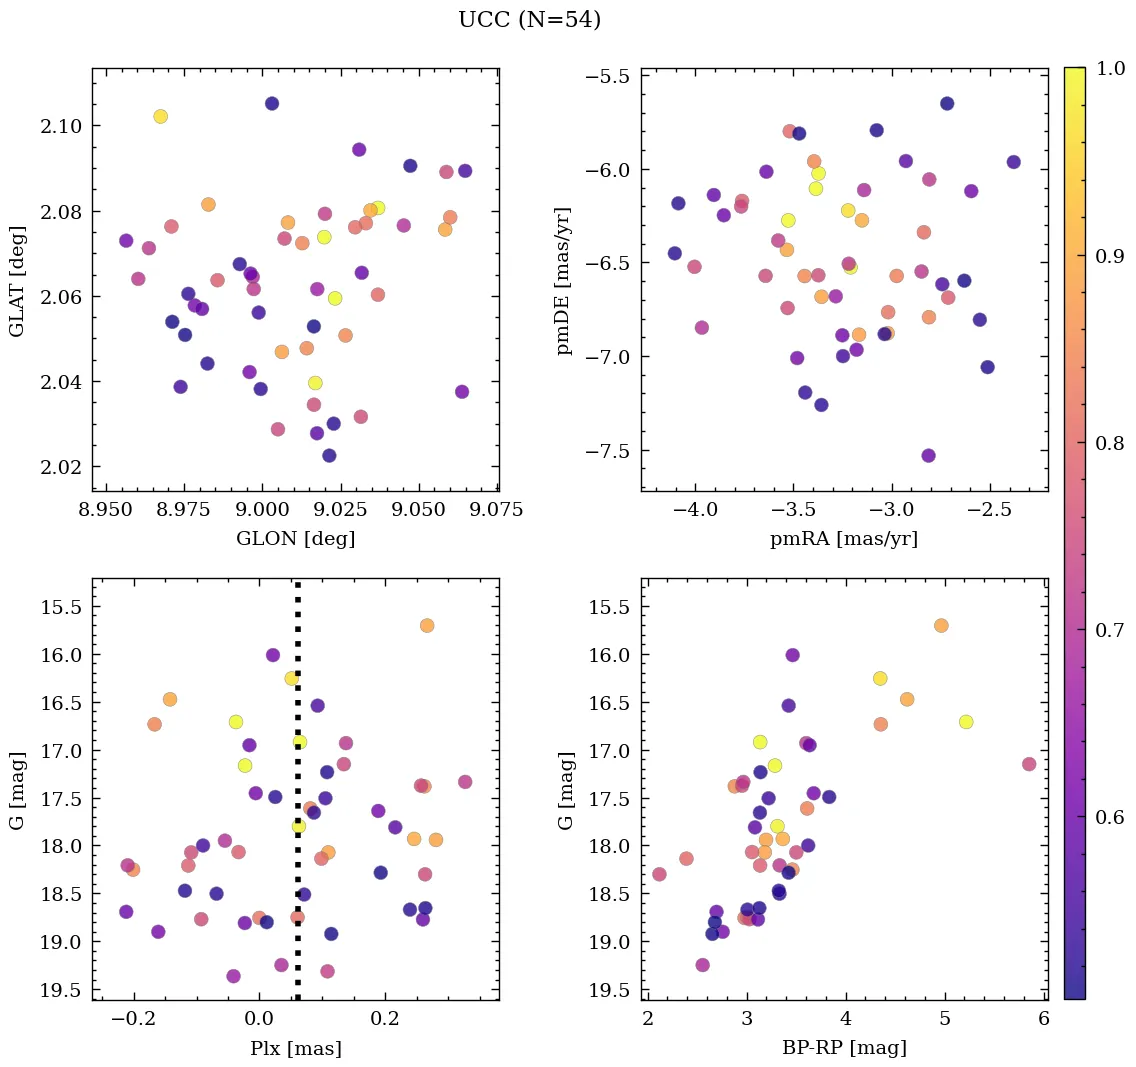 UCC (N=54)
2.10
2.08
2.06
2.04
2.02
GLAT [deg]
8.950 8.975 9.000 9.025 9.050 9.075
GLON [deg]
−5.5
−6.0
−6.5
−7.0
−7.5
pmDE [mas/yr]
−4.0 −3.5 −3.0 −2.5
pmRA [mas/yr]
15.5
16.0
16.5
17.0
17.5
18.0
18.5
19.0
19.5
G [mag]
−0.2 0.0 0.2
Plx [mas]
15.5
16.0
16.5
17.0
17.5
18.0
18.5
19.0
19.5
G [mag]
2 3 4 5 6
BP-RP [mag]
1.0
0.9
0.8
0.7
0.6